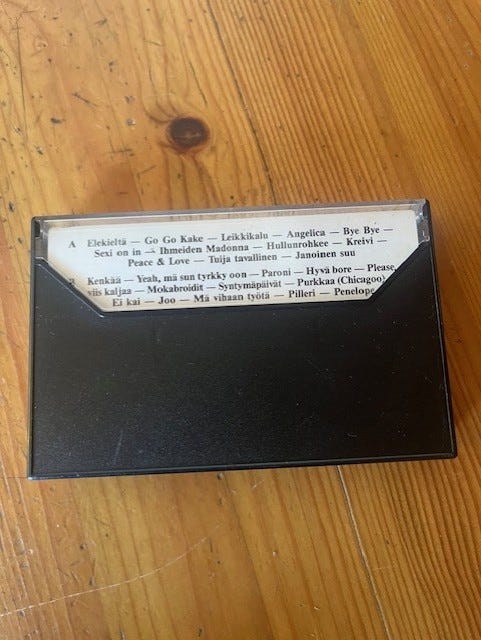 A Elekieltä — Go Go Kake — Leikkikalu — Angelica — Bye Bye —
Sexi on in — Ihmeiden Madonna — Hullunrohkee — Kreivi —
Peace & Love — Tuija tavallinen — Janoinen suu
Kenkää — Yeah, mä sun tyrkky oon — Paroni — Hyvä bore — Please,
viis kaljaa — Mokabroidit — Syntymäpäivät — Purkkaa (Chicago)
Ei kai — Joo — Mä vihaan työtä — Pilleri — Penelope